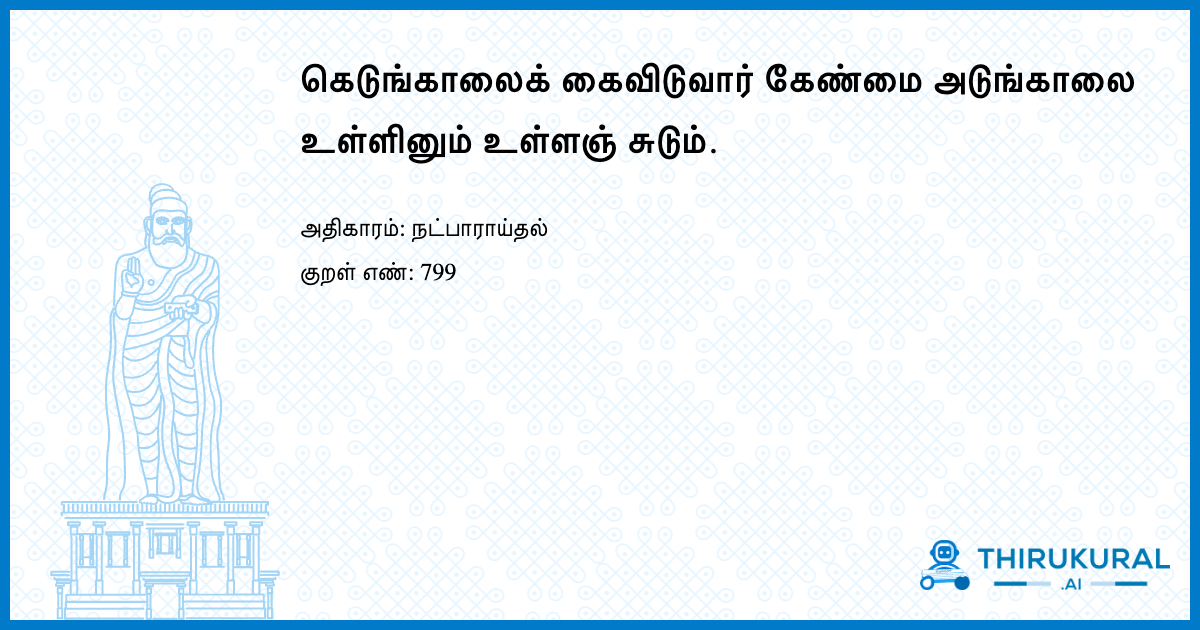 கெடுங்காலைக் கைவிடுவார் கேண்மை அடுங்காலை
உள்ளினும் உள்ளஞ் சுடும்.
அதிகாரம்: நட்பாராய்தல்
குறள் எண்: 799
THIRUKURAL
.AI